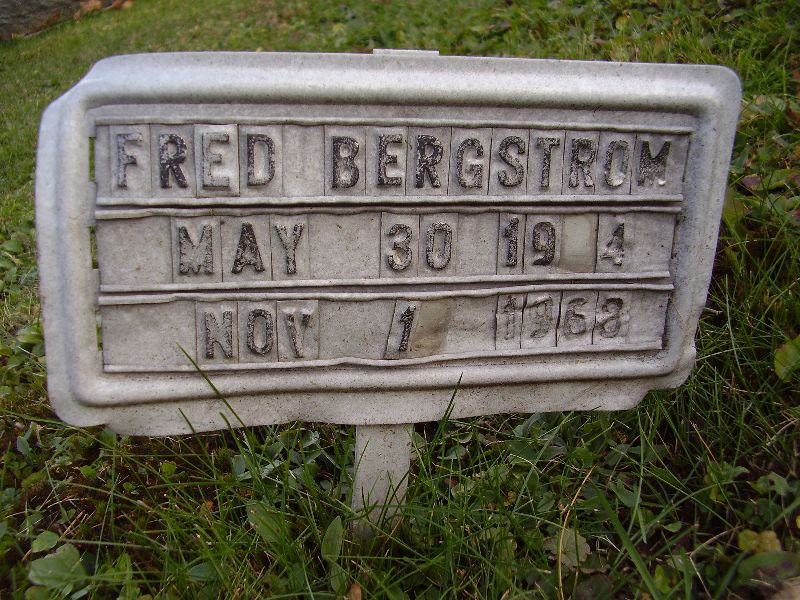 FRED BERGSTROM
MAY 30 19 4
NOV 1 1968